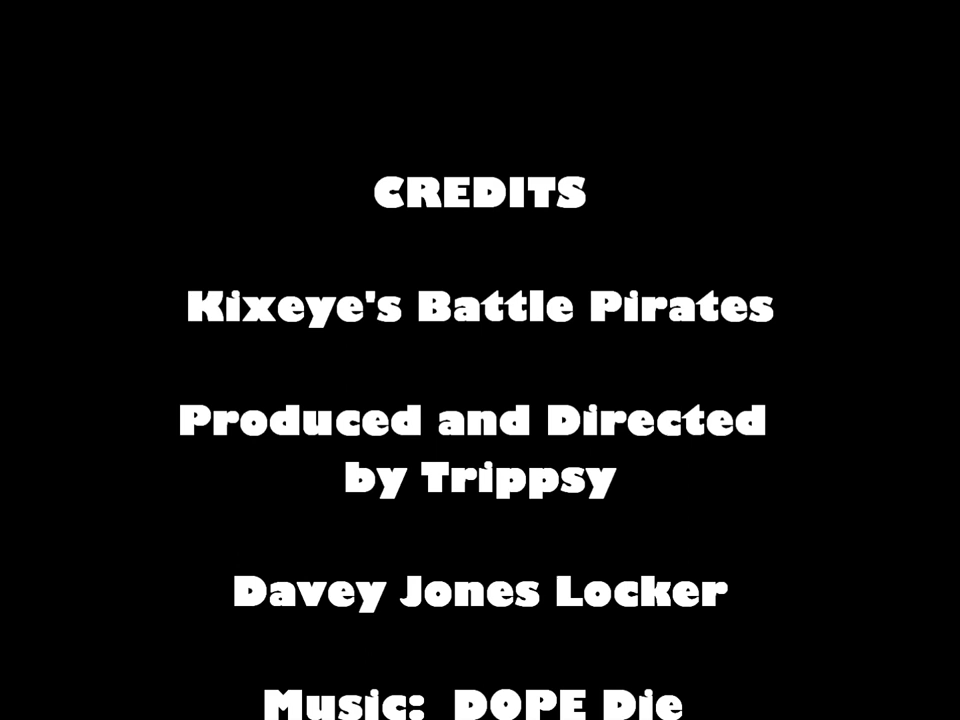 CREDITS
Kixeye's Battle Pirates
Produced and Directed
by Trippsy
Davey Jones Locker
Music: DOPE Die